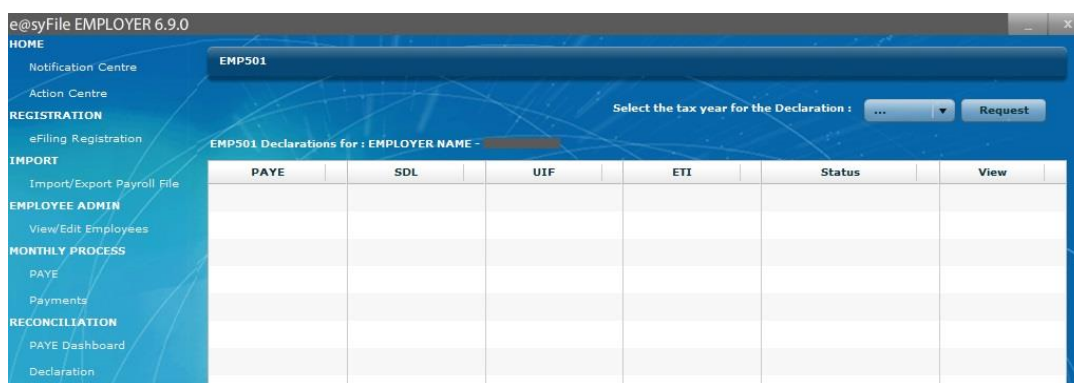 e@syFile EMPLOYER 6.9.0
HOME
Notification Centre
Action Centre
REGISTRATION
eFiling Registration
IMPORT
Import/Export Payroll File
EMPLOYEE ADMIN
View/Edit Employees
MONTHLY PROCESS
PAYE
Payments
RECONCILIATION
PAYE Dashboard
Declaration
EMP501
Select the tax year for the Declaration : ... Request
EMP501 Declarations for : EMPLOYER NAME -
PAYE SDL UIF ETI Status View